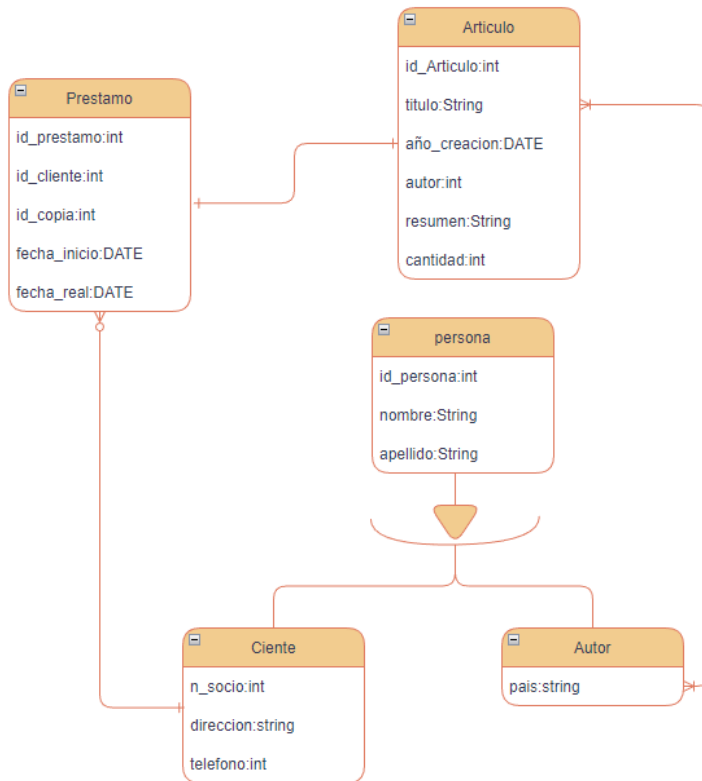 Articulo
id_Articulo:int
titulo:String
año_creacion:DATE
autor:int
resumen:String
cantidad:int
Prestamo
id_prestamo:int
id_cliente:int
id_copia:int
fecha_inicio:DATE
fecha_real:DATE
persona
id_persona:int
nombre:String
apellido:String
Ciente
n_socio:int
direccion:string
telefono:int
Autor
pais:string